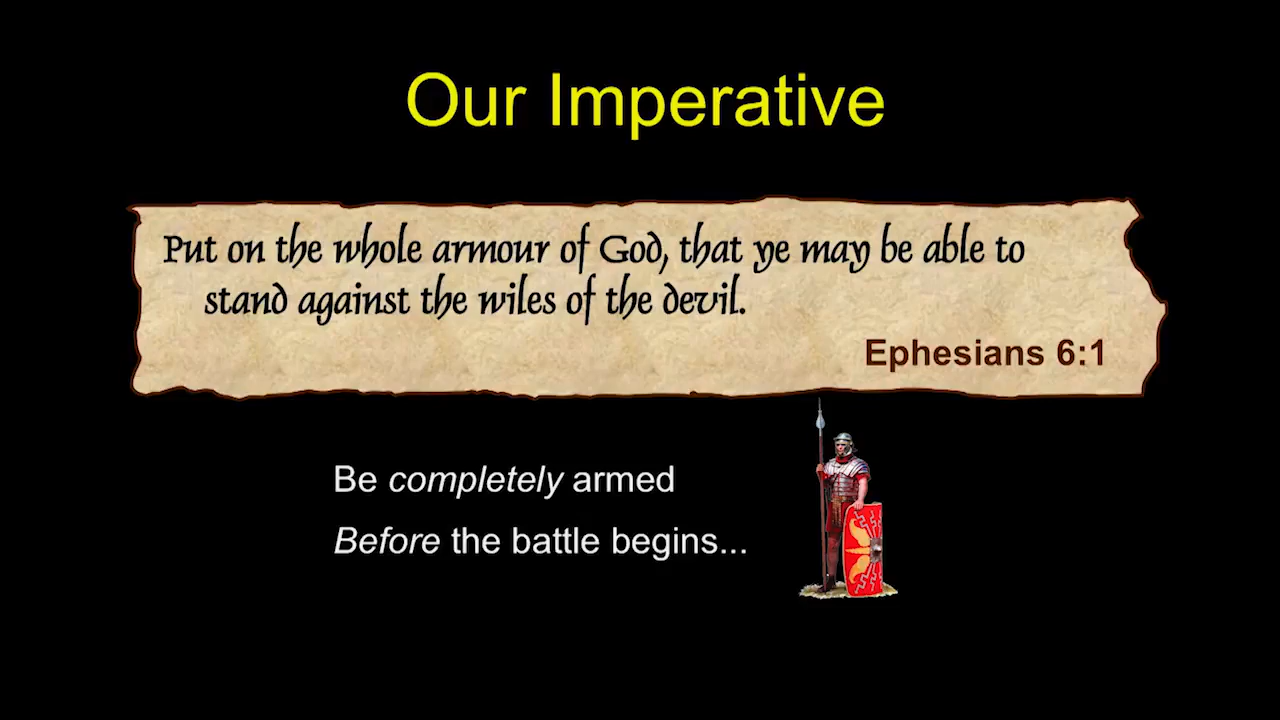 Our Imperative
Put on the whole armour of God, that ye may be able to
stand against the wiles of the devil.
Ephesians 6:1
Be completely armed
Before the battle begins...